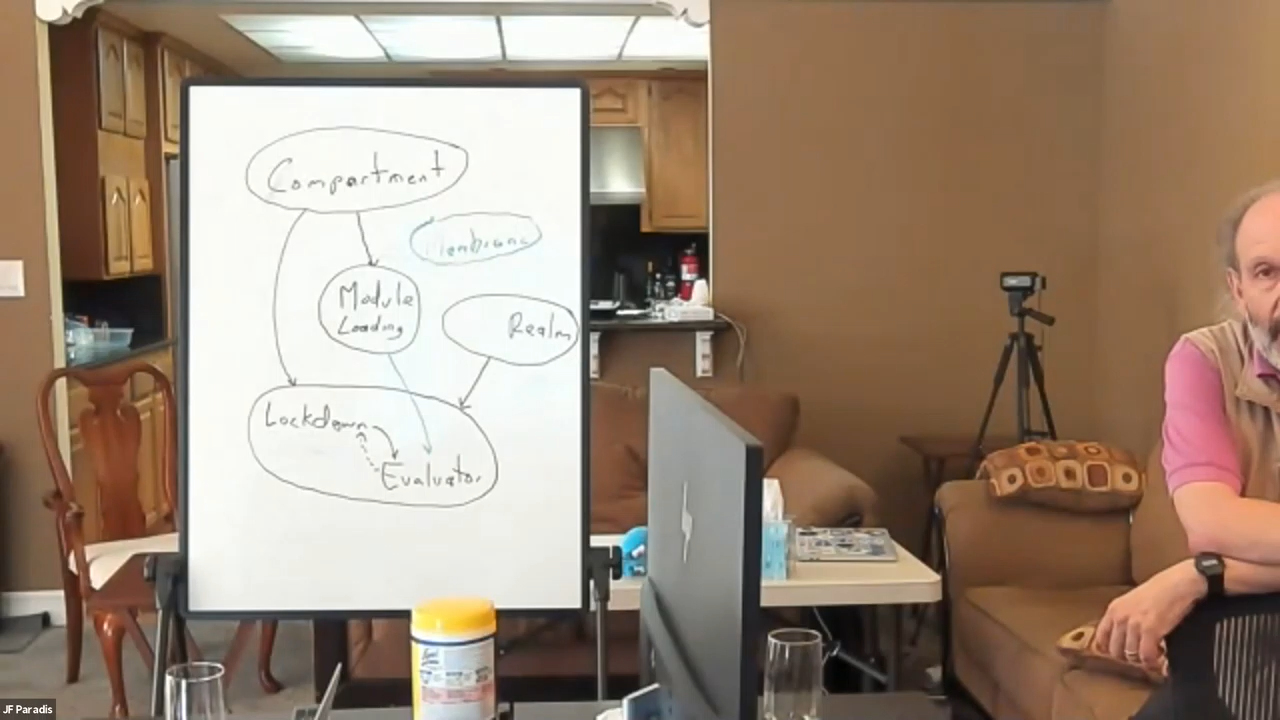 Compartment
Membrane
Module
Loading
Realm
Lockdown
Evaluator
JF Paradis